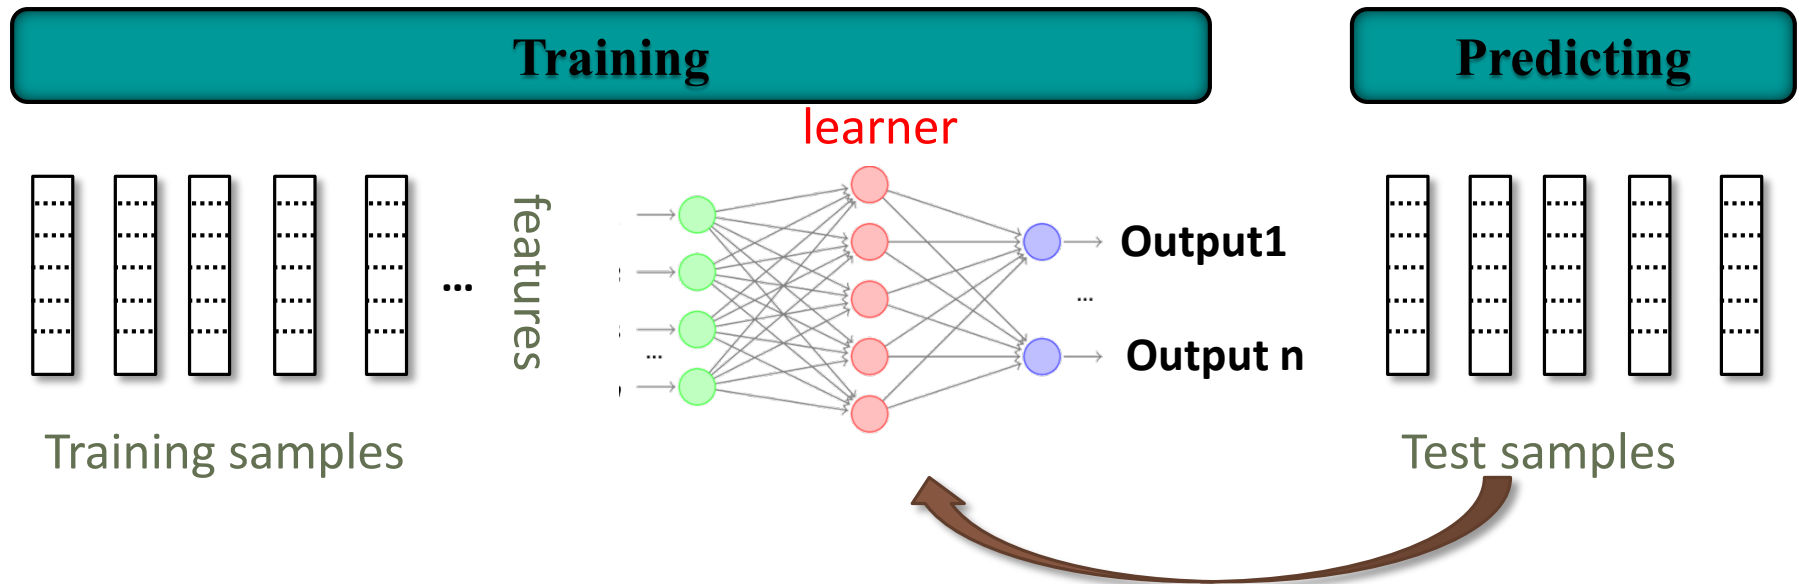 Training
Predicting
learner
features
...
...
Output1
...
Output n
Training samples
Test samples